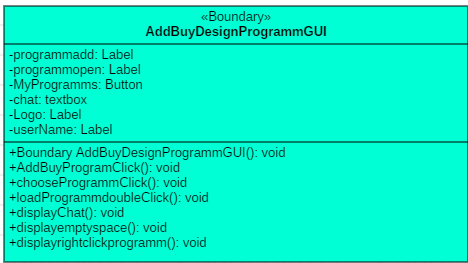 «Boundary»
AddBuyDesignProgrammGUI
-programmadd: Label
-programmopen: Label
-MyProgramms: Button
-chat: textbox
-Logo: Label
-userName: Label
+Boundary AddBuyDesignProgrammGUI(): void
+AddBuyProgramClick(): void
+chooseProgrammClick(): void
+loadProgrammdoubleClick(): void
+displayChat(): void
+displayemptyspace(): void
+displayrightclickprogramm(): void